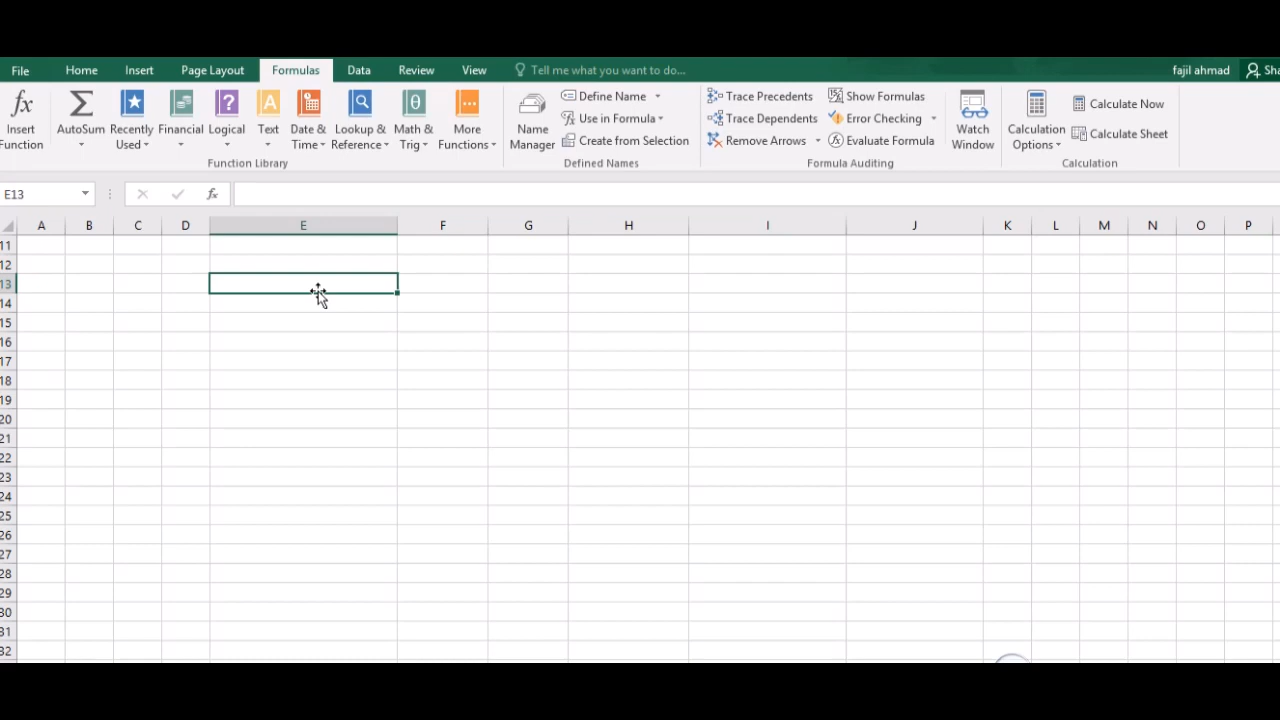 File Home Insert Page Layout Formulas Data Review View Tell me what you want to do... fajil ahmad
fx Σ ? A θ
Insert Function AutoSum Recently Used Financial Logical Text Date & Time Lookup & Reference Math & Trig More Functions
Function Library
Name Manager
Define Name
Use in Formula
Create from Selection
Defined Names
Trace Precedents
Trace Dependents
Remove Arrows
Show Formulas
Error Checking
Evaluate Formula
Formula Auditing
Watch Window
Calculation Options
Calculate Now
Calculate Sheet
Calculation
E13 fx
A B C D E F G H I J K L M N O P
11
12
13
14
15
16
17
18
19
20
21
22
23
24
25
26
27
28
29
30
31
32